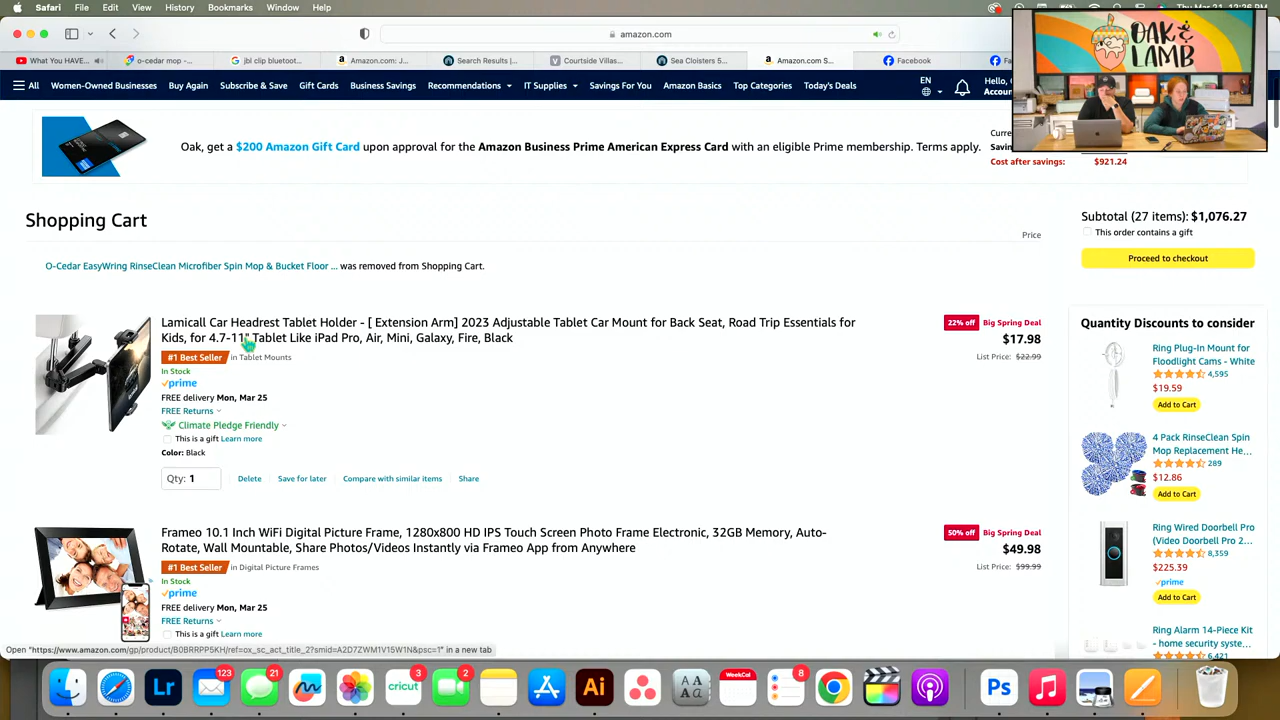 Safari File Edit View History Bookmarks Window Help
amazon.com
What You HAVE...
o-cedar mop -...
jbl clip bluetoot...
Amazon.com: J...
Search Results |...
Courtside Villas...
Sea Cloisters 5...
Amazon.com S...
Facebook
OAK &
LAMB
All Women-Owned Businesses Buy Again Subscribe & Save Gift Cards Business Savings Recommendations IT Supplies Savings For You Amazon Basics Top Categories Today's Deals
EN
Oak, get a $200 Amazon Gift Card upon approval for the Amazon Business Prime American Express Card with an eligible Prime membership. Terms apply.
Cost after savings: $921.24
Shopping Cart
Price
Subtotal (27 items): $1,076.27
This order contains a gift
Proceed to checkout
O-Cedar EasyWring RinseClean Microfiber Spin Mop & Bucket Floor ... was removed from Shopping Cart.
Lamicall Car Headrest Tablet Holder - [ Extension Arm] 2023 Adjustable Tablet Car Mount for Back Seat, Road Trip Essentials for
Kids, for 4.7-11" Tablet Like iPad Pro, Air, Mini, Galaxy, Fire, Black
#1 Best Seller in Tablet Mounts
In Stock
prime
FREE delivery Mon, Mar 25
FREE Returns
Climate Pledge Friendly
This is a gift Learn more
Color: Black
Qty: 1 Delete Save for later Compare with similar items Share
22% off Big Spring Deal
$17.98
List Price: $22.99
Frameo 10.1 Inch WiFi Digital Picture Frame, 1280x800 HD IPS Touch Screen Photo Frame Electronic, 32GB Memory, Auto-
Rotate, Wall Mountable, Share Photos/Videos Instantly via Frameo App from Anywhere
#1 Best Seller in Digital Picture Frames
In Stock
prime
FREE delivery Mon, Mar 25
FREE Returns
This is a gift Learn more
50% off Big Spring Deal
$49.98
List Price: $99.99
Quantity Discounts to consider
Ring Plug-In Mount for
Floodlight Cams - White
4,595
$19.59
Add to Cart
4 Pack RinseClean Spin
Mop Replacement He...
289
$12.86
Add to Cart
Ring Wired Doorbell Pro
(Video Doorbell Pro 2...
8,359
$225.39
prime
Add to Cart
Ring Alarm 14-Piece Kit
- home security syste...
6,421
Open "https://www.amazon.com/gp/product/B0BRRPP5KH/ref=ox_sc_act_title_2?smid=A2D7ZWM1V15W1N&psc=1" in a new tab
Lr
123
21
cricut
3
2
Ai
AA
AA
WeekCal
8
Ps